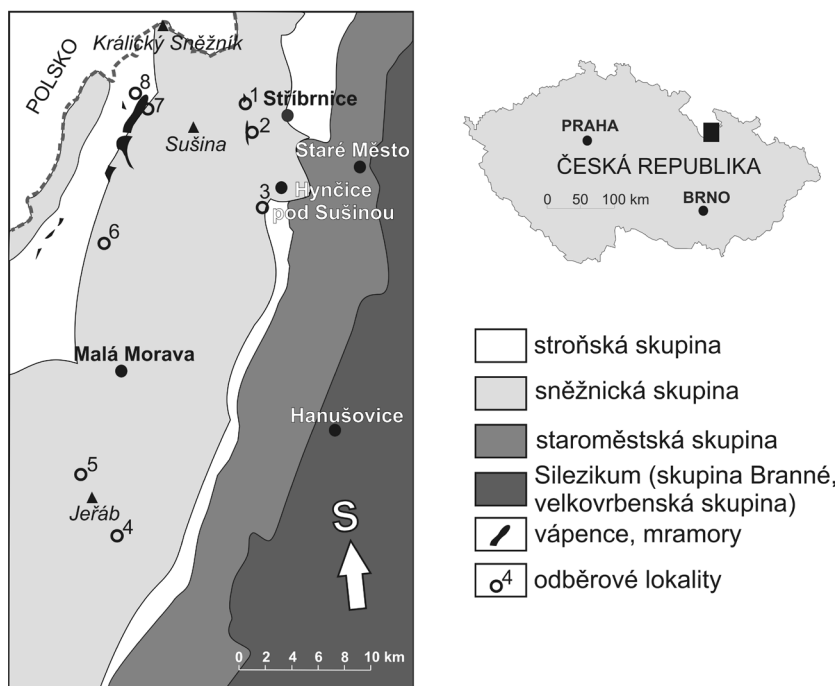 Králický Sněžník
POLSKO
8
7
1
Stříbrnice
2
Sušina
Staré Město
3
Hynčice
pod Sušinou
6
Malá Morava
Hanušovice
5
Jeřáb
4
S
0 2 4 6 8 10 km
PRAHA
ČESKÁ REPUBLIKA
0 50 100 km
BRNO
stroňská skupina
sněžnická skupina
staroměstská skupina
Silezikum (skupina Branné,
velkovrbenská skupina)
vápence, mramory
4 odběrové lokality